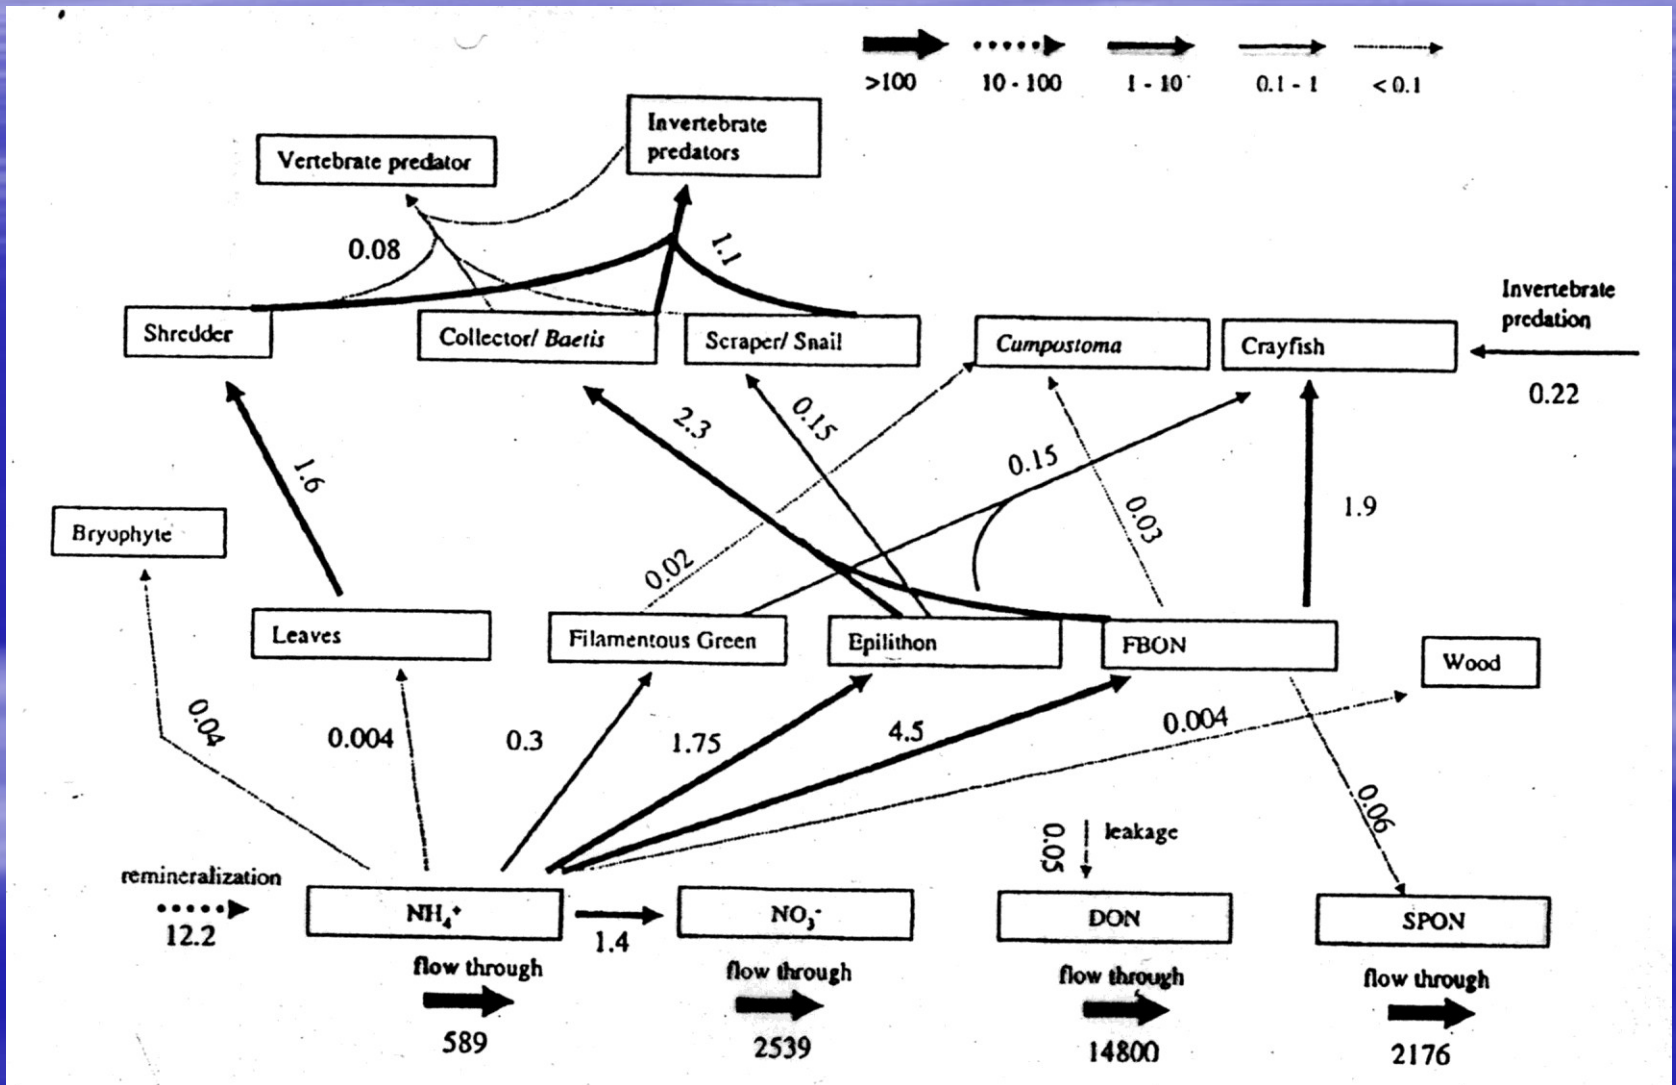 >100 10 - 100 1 - 10 0.1 - 1 <0.1
Invertebrate
predators
Vertebrate predator
0.08
1.1
Invertebrate
predation
Shredder
Collector/ Baetis
Scraper/ Snail
Cumpostoma
Crayfish
0.22
1.6
2.3
0.15
0.15
0.03
1.9
0.02
Bryophyte
Leaves
Filamentous Green
Epilithon
FBON
Wood
0.04
0.004
0.3
1.75
4.5
0.004
0.06
0.05
leakage
remineralization
12.2
NH₄⁺
1.4
NO₃⁻
DON
SPON
flow through
589
flow through
2539
flow through
14800
flow through
2176